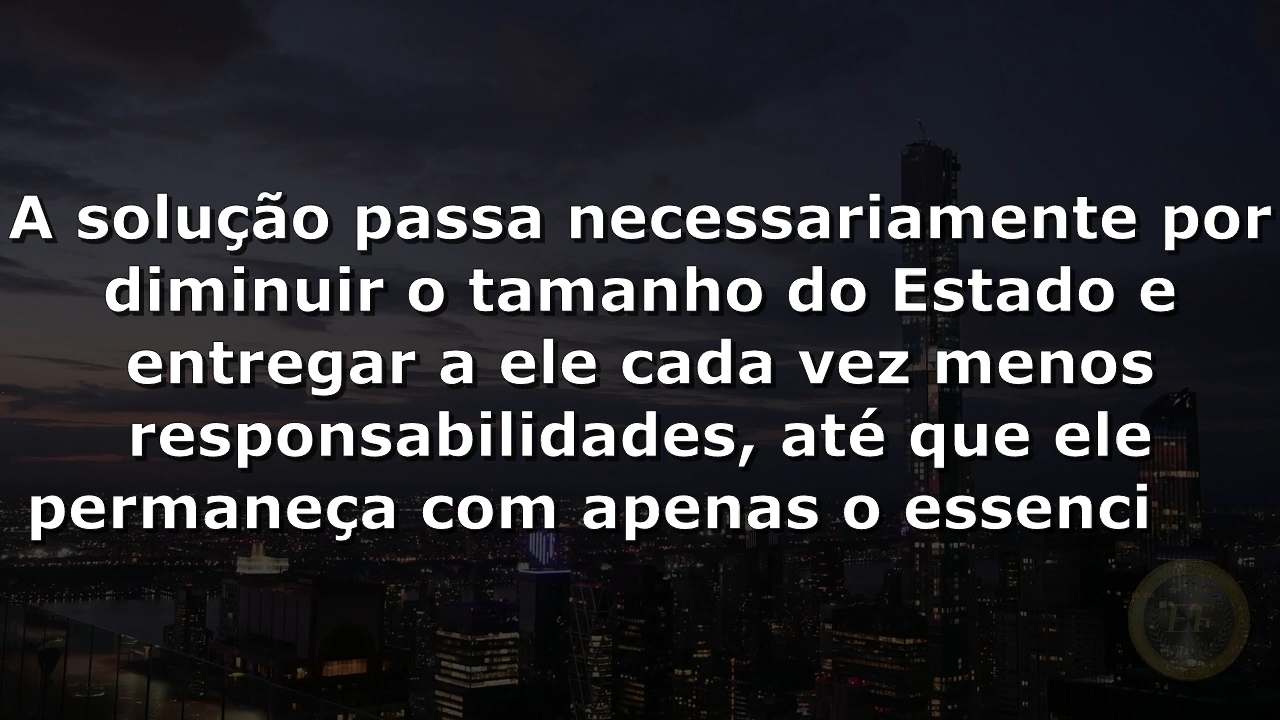 A solução passa necessariamente por
diminuir o tamanho do Estado e
entregar a ele cada vez menos
responsabilidades, até que ele
permaneça com apenas o essenci
EF